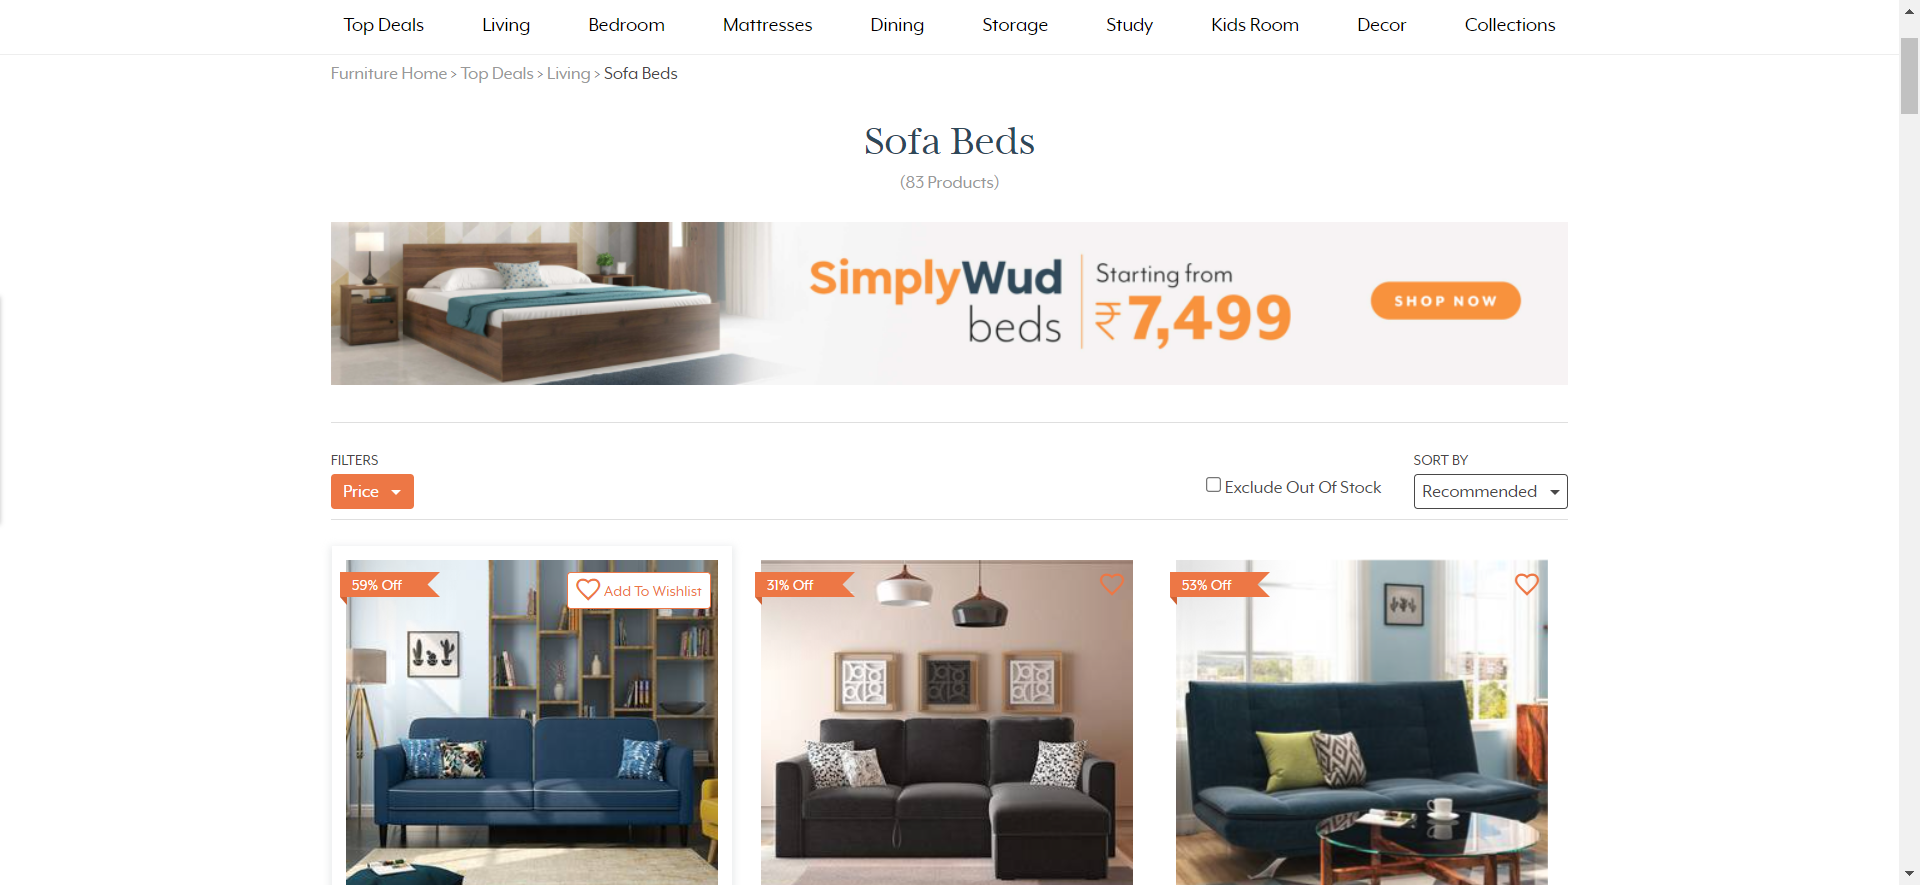 Top Deals Living Bedroom Mattresses Dining Storage Study Kids Room Decor Collections
Furniture Home > Top Deals > Living > Sofa Beds
Sofa Beds
(83 Products)
SimplyWud
beds
Starting from
₹7,499
SHOP NOW
FILTERS
Price
Exclude Out Of Stock
SORT BY
Recommended
59% Off
Add To Wishlist
31% Off
53% Off